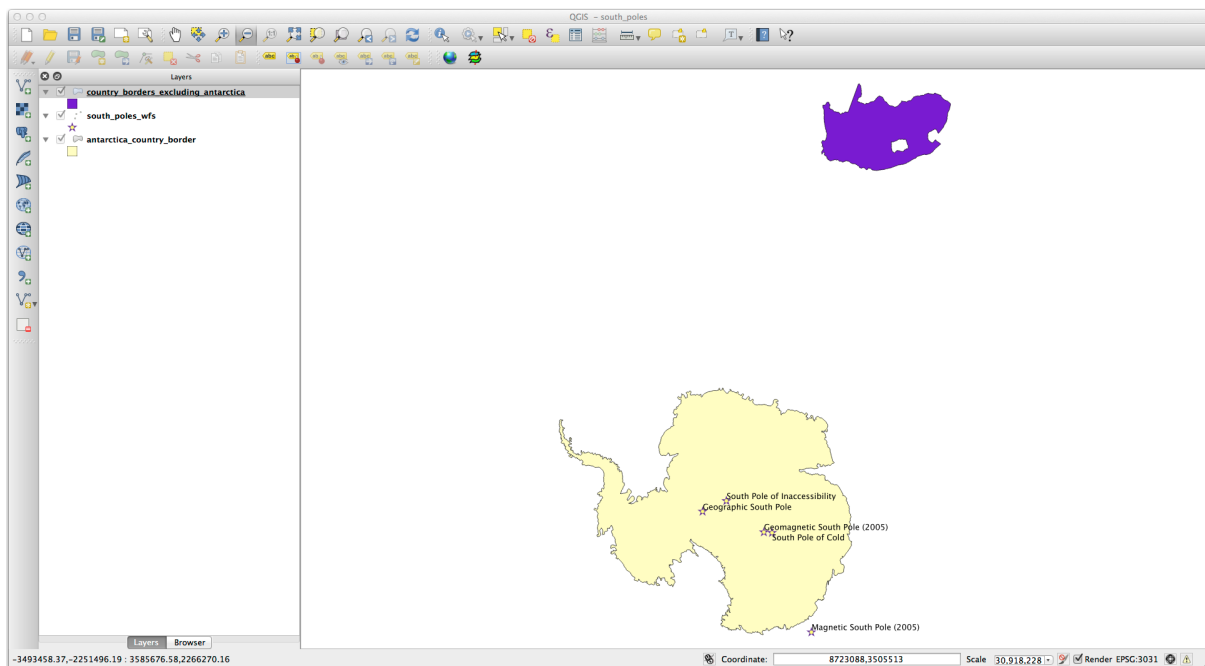 QGIS - south_poles
Layers
country_borders_excluding_antarctica
south_poles_wfs
antarctica_country_border
South Pole of Inaccessibility
Geographic South Pole
Geomagnetic South Pole (2005)
South Pole of Cold
Magnetic South Pole (2005)
Layers Browser
-3493458.37,-2251496.19 : 3585676.58,2266270.16 Coordinate: 8723088,3505513 Scale 30,918,228 Render EPSG:3031